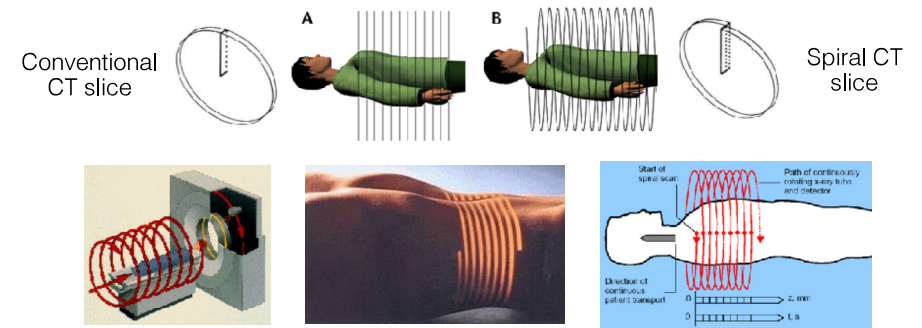 Conventional
CT slice
A
B
Spiral CT
slice
Start of
spiral scan
Path of continuously
rotating x-ray tube
and detector
Direction of
continuous
patient transport
0
z, mm
0
t, s